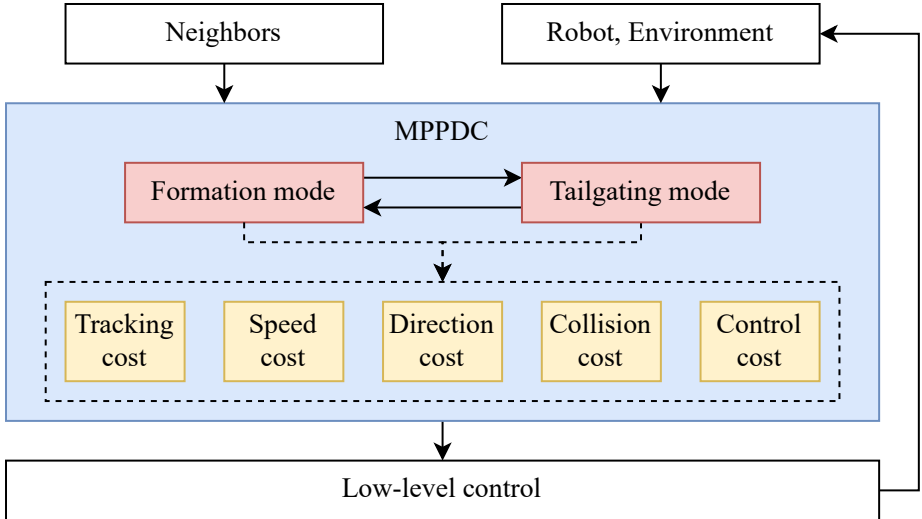 Neighbors
Robot, Environment
MPPDC
Formation mode
Tailgating mode
Tracking
cost
Speed
cost
Direction
cost
Collision
cost
Control
cost
Low-level control